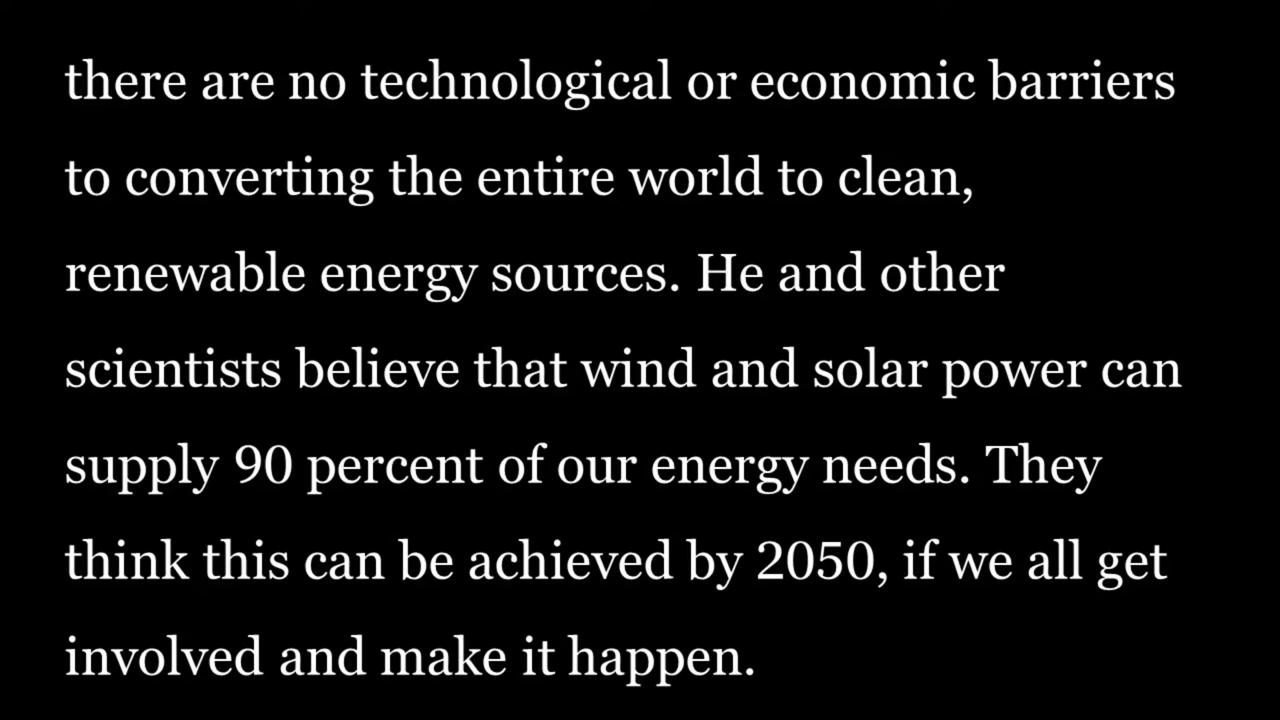 there are no technological or economic barriers
to converting the entire world to clean,
renewable energy sources. He and other
scientists believe that wind and solar power can
supply 90 percent of our energy needs. They
think this can be achieved by 2050, if we all get
involved and make it happen.